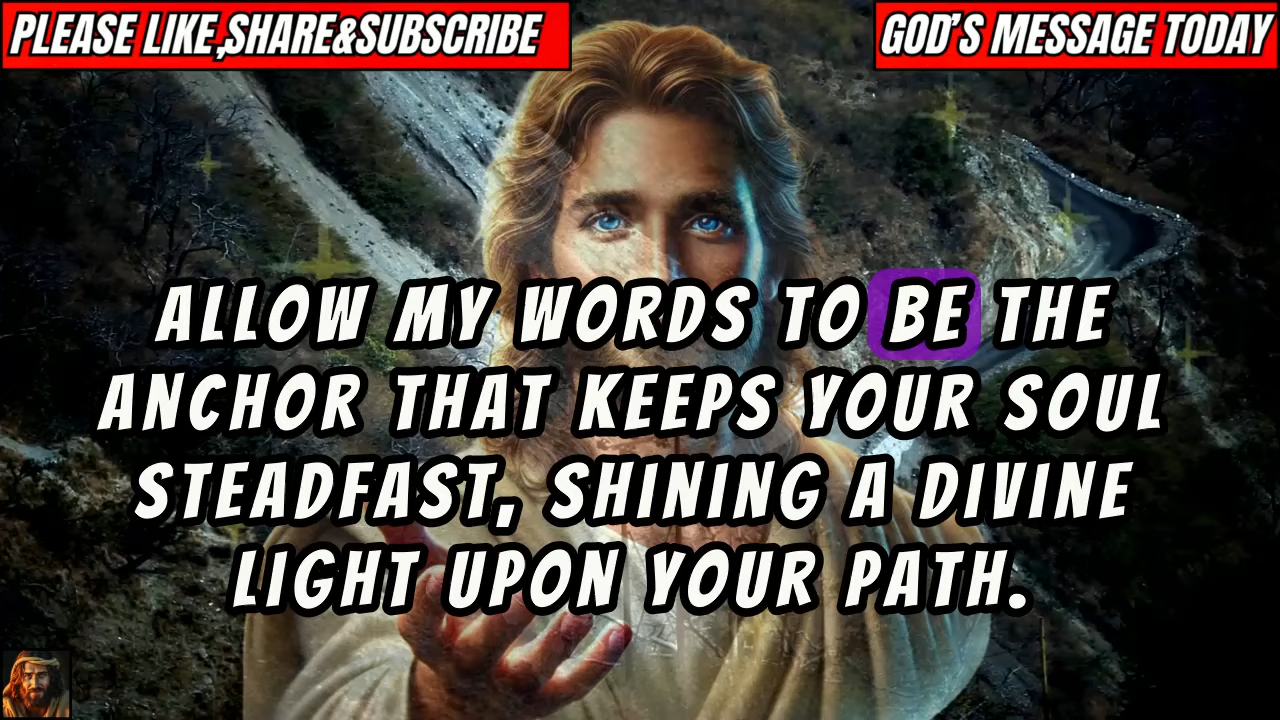 PLEASE LIKE,SHARE&SUBSCRIBE
GOD'S MESSAGE TODAY
ALLOW MY WORDS TO BE THE
ANCHOR THAT KEEPS YOUR SOUL
STEADFAST, SHINING A DIVINE
LIGHT UPON YOUR PATH.